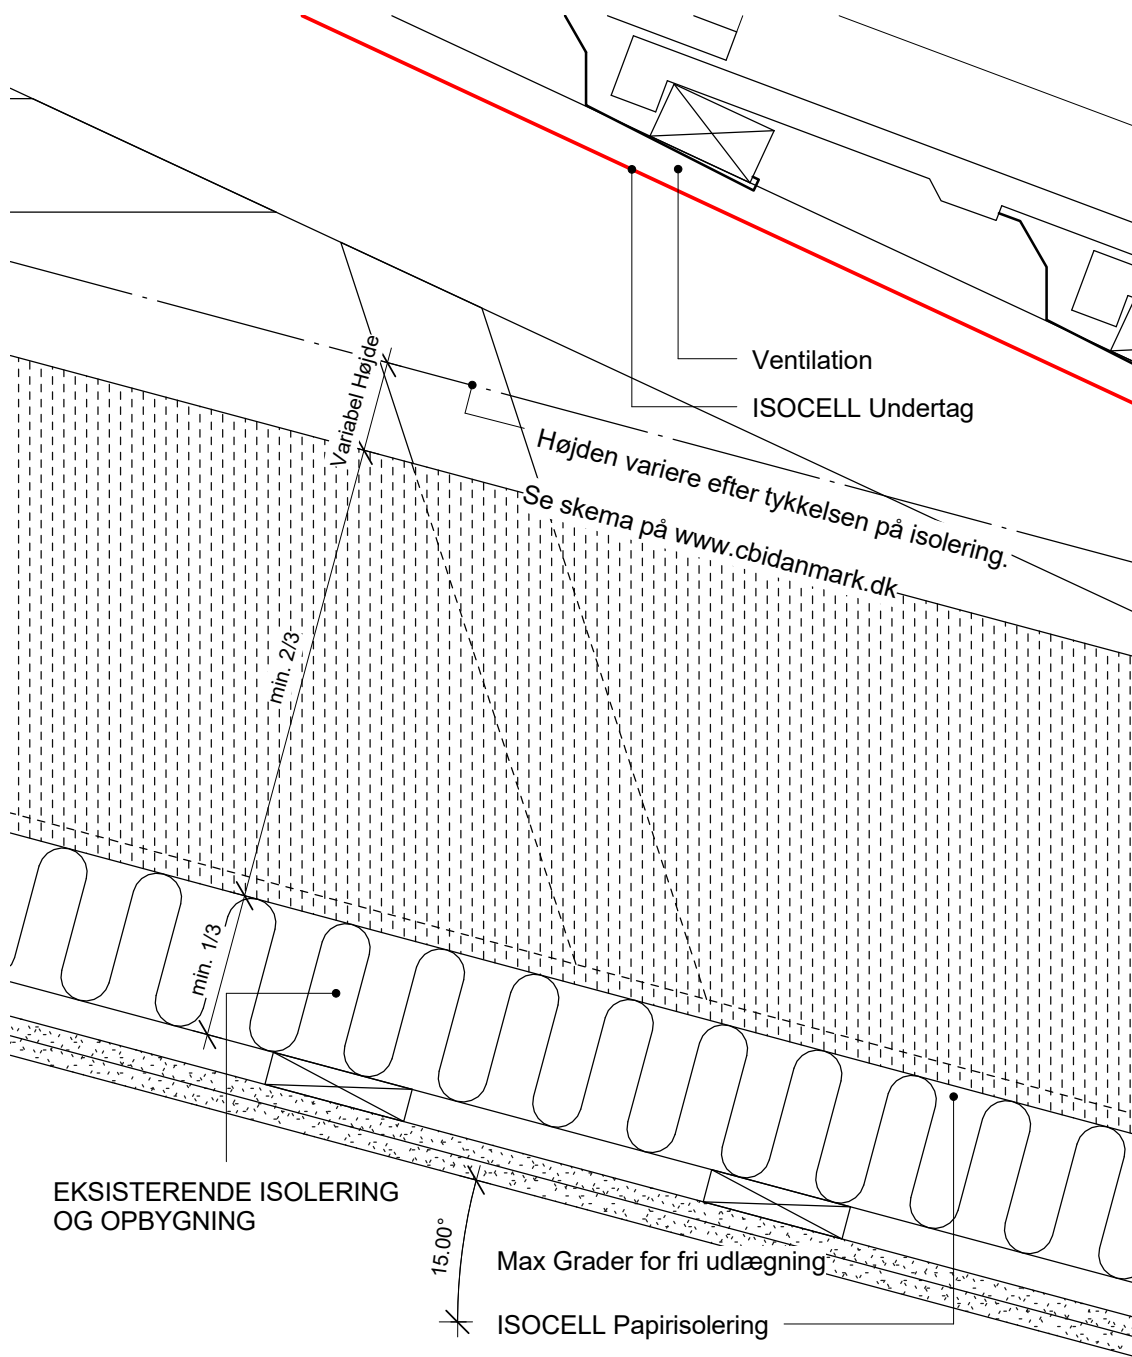 Ventilation
ISOCELL Undertag
Variabel Højde
Højden variere efter tykkelsen på isolering.
Se skema på www.cbidanmark.dk
min. 2/3
min. 1/3
EKSISTERENDE ISOLERING
OG OPBYGNING
15.00°
Max Grader for fri udlægning
ISOCELL Papirisolering